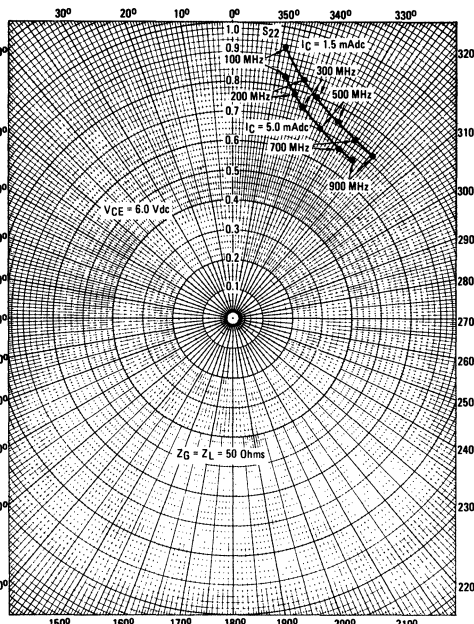 30° 20° 10° 0° 350° 340° 330°
1.0 S22
0.9 IC = 1.5 mAdc
100 MHz
320
0.8 300 MHz
500 MHz
200 MHz
0.7
IC = 5.0 mAdc
310
0.6 700 MHz
0.5
900 MHz
300
0.4
VCE = 6.0 Vdc
0.3
290
0.2
280
0.1
270
260
250
240
ZG = ZL = 50 Ohms
230
220
150° 160° 170° 180° 190° 200° 210°